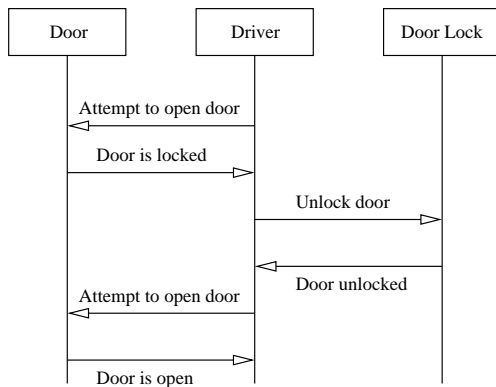 Door
Driver
Door Lock
Attempt to open door
Door is locked
Unlock door
Door unlocked
Attempt to open door
Door is open